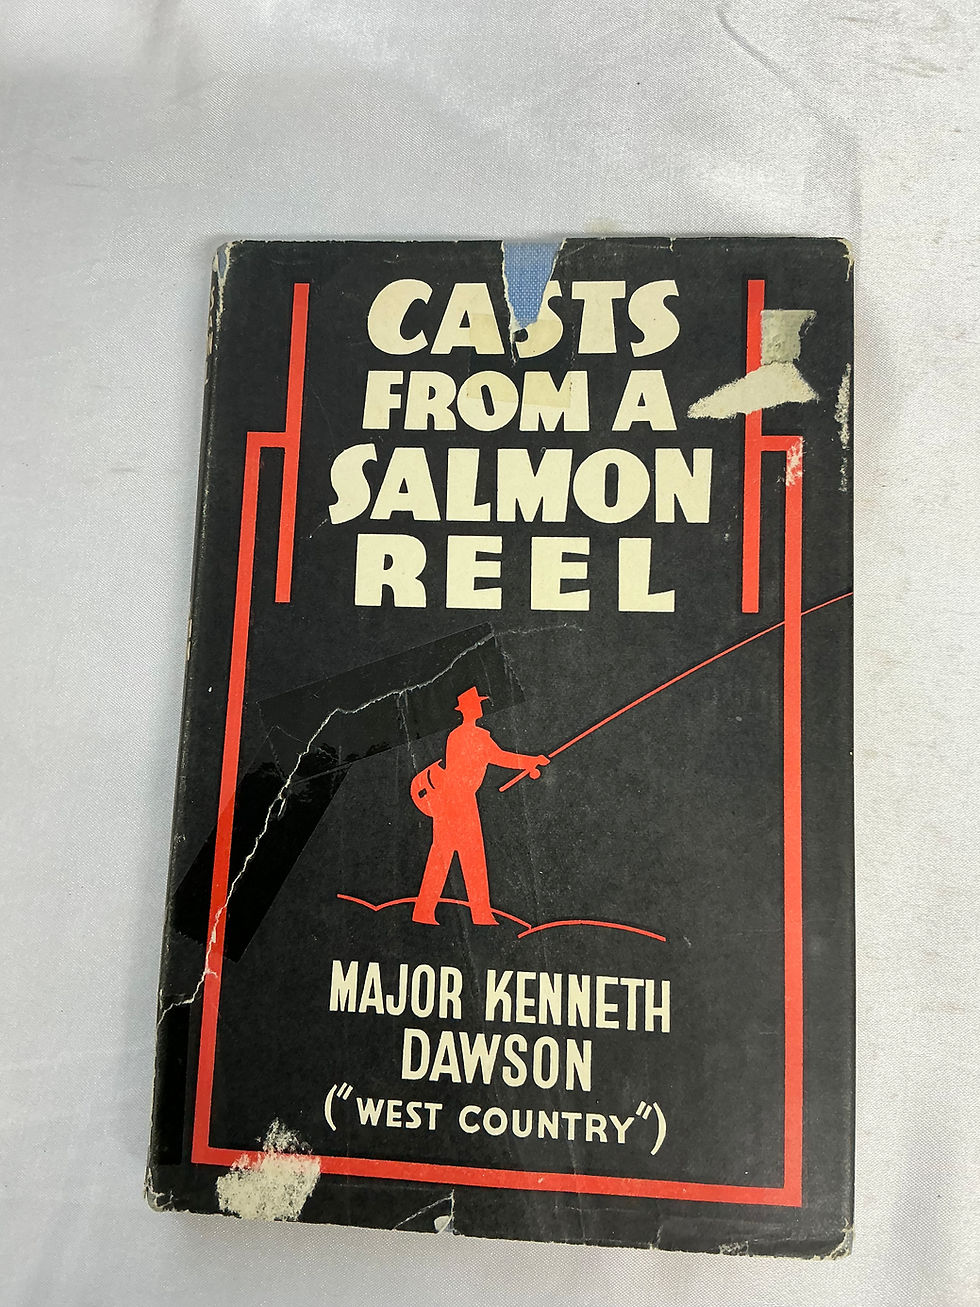 CASTS
FROM A
SALMON
REEL
MAJOR KENNETH
DAWSON
("WEST COUNTRY")